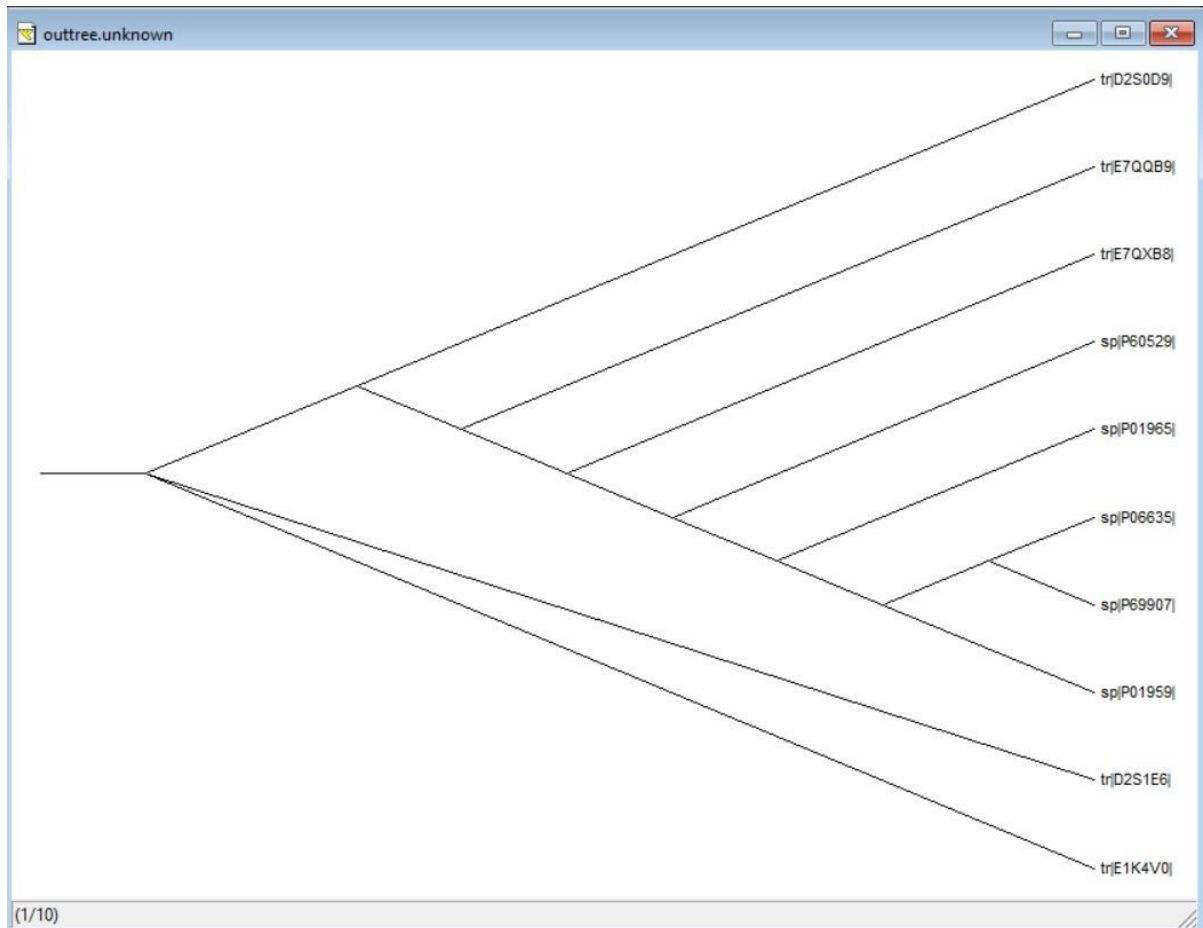 outtree.unknown
tr|D2S0D9|
tr|E7QQB9|
tr|E7QXB8|
sp|P60529|
sp|P01965|
sp|P06635|
sp|P69907|
sp|P01959|
tr|D2S1E6|
tr|E1K4V0|
(1/10)